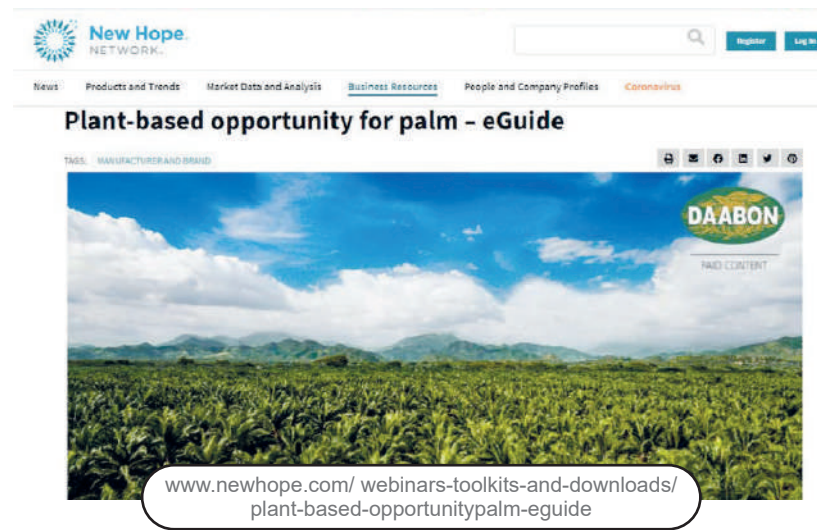 New Hope
NETWORK.
Register
Log In
News Products and Trends Market Data and Analysis Business Resources People and Company Profiles Coronavirus
Plant-based opportunity for palm – eGuide
TAGS: MANUFACTURER AND BRAND
DAABON
PAID CONTENT
www.newhope.com/ webinars-toolkits-and-downloads/
plant-based-opportunitypalm-eguide